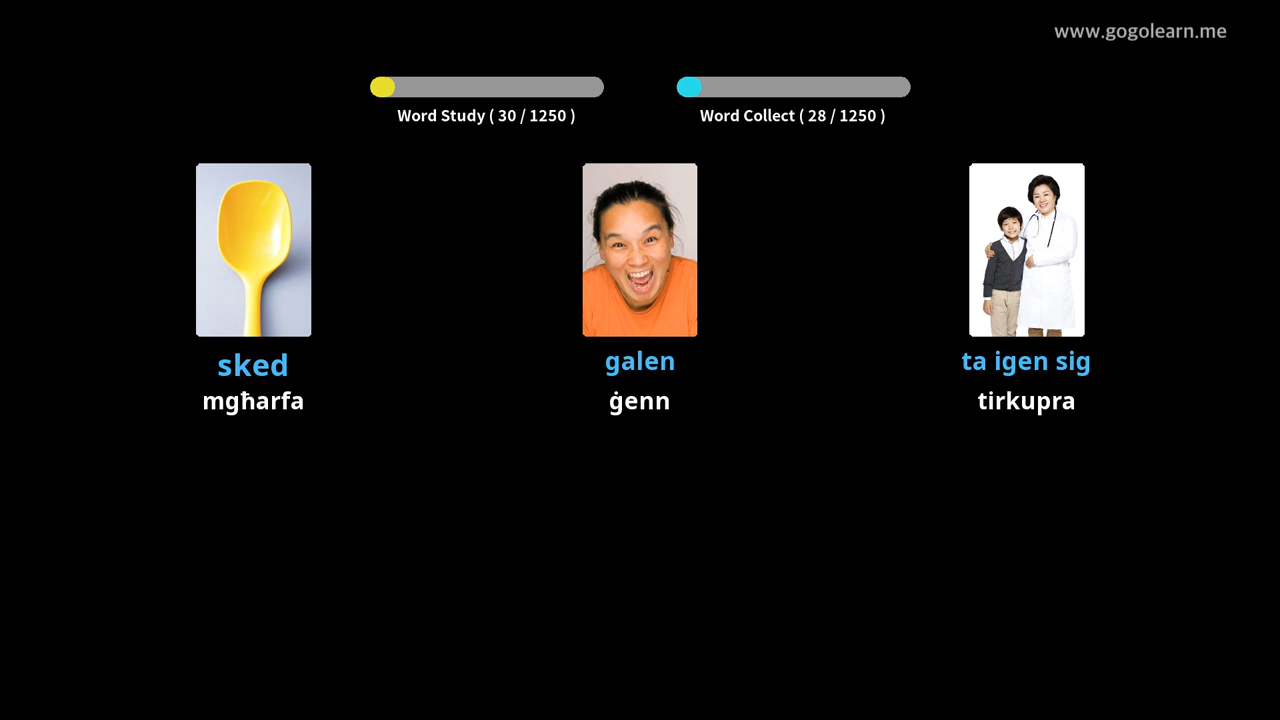 www.gogolearn.me
Word Study ( 30 / 1250 )
Word Collect ( 28 / 1250 )
sked
mgħarfa
galen
ġenn
ta igen sig
tirkupra